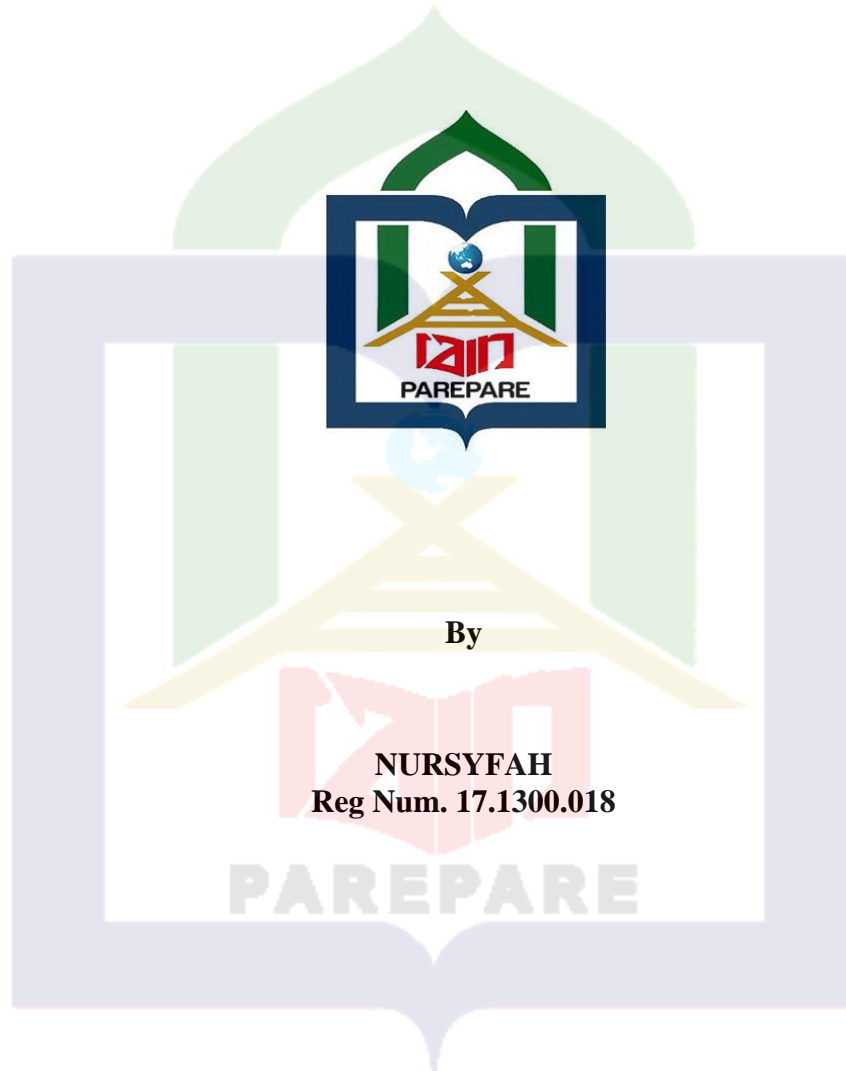 iain
PAREPARE
By
NURSYFAH
Reg Num. 17.1300.018
PAREPARE